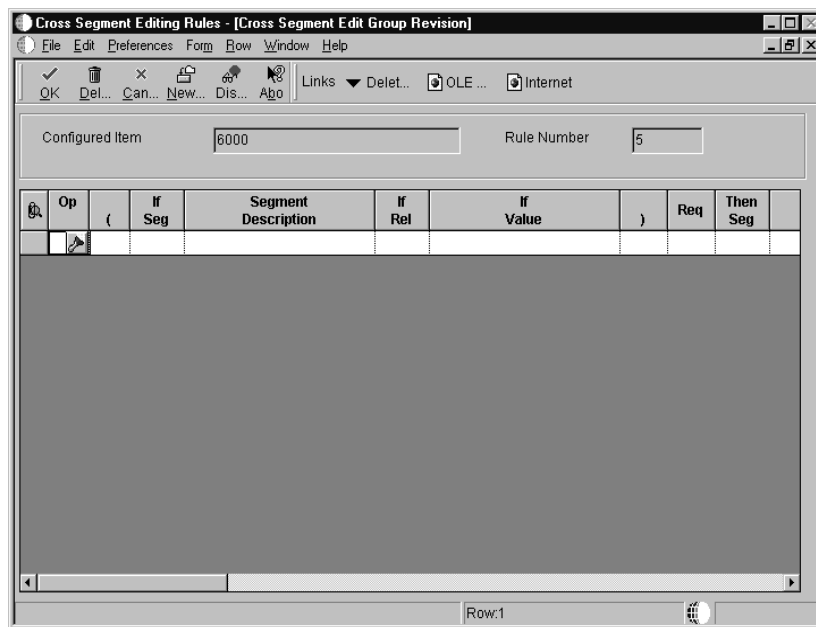 Cross Segment Editing Rules - [Cross Segment Edit Group Revision]
File Edit Preferences Form Row Window Help
OK Del... Can... New... Dis... Abo Links Delet... OLE ... Internet
Configured Item 6000 Rule Number 5
Op ( If Seg Segment Description If Rel If Value ) Req Then Seg
Row:1